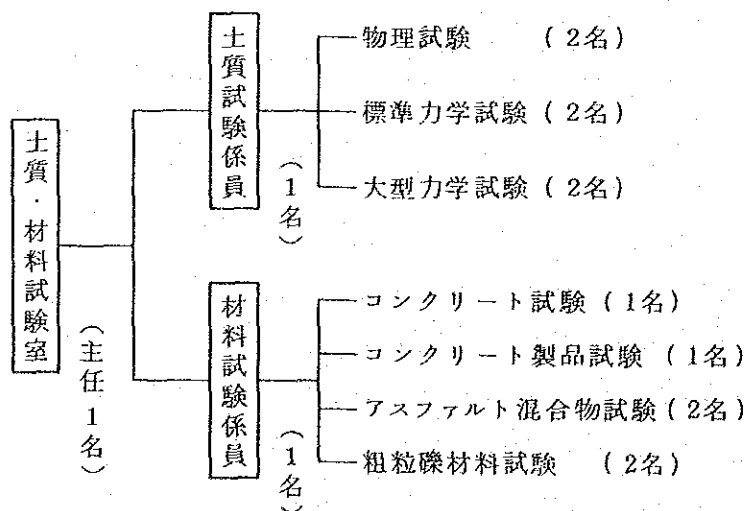 土質・材料試験室
（主任1名）
土質試験係員
（1名）
物理試験　（2名）
標準力学試験（2名）
大型力学試験（2名）
材料試験係員
（1名）
コンクリート試験（1名）
コンクリート製品試験（1名）
アスファルト混合物試験（2名）
粗粒礫材料試験　（2名）